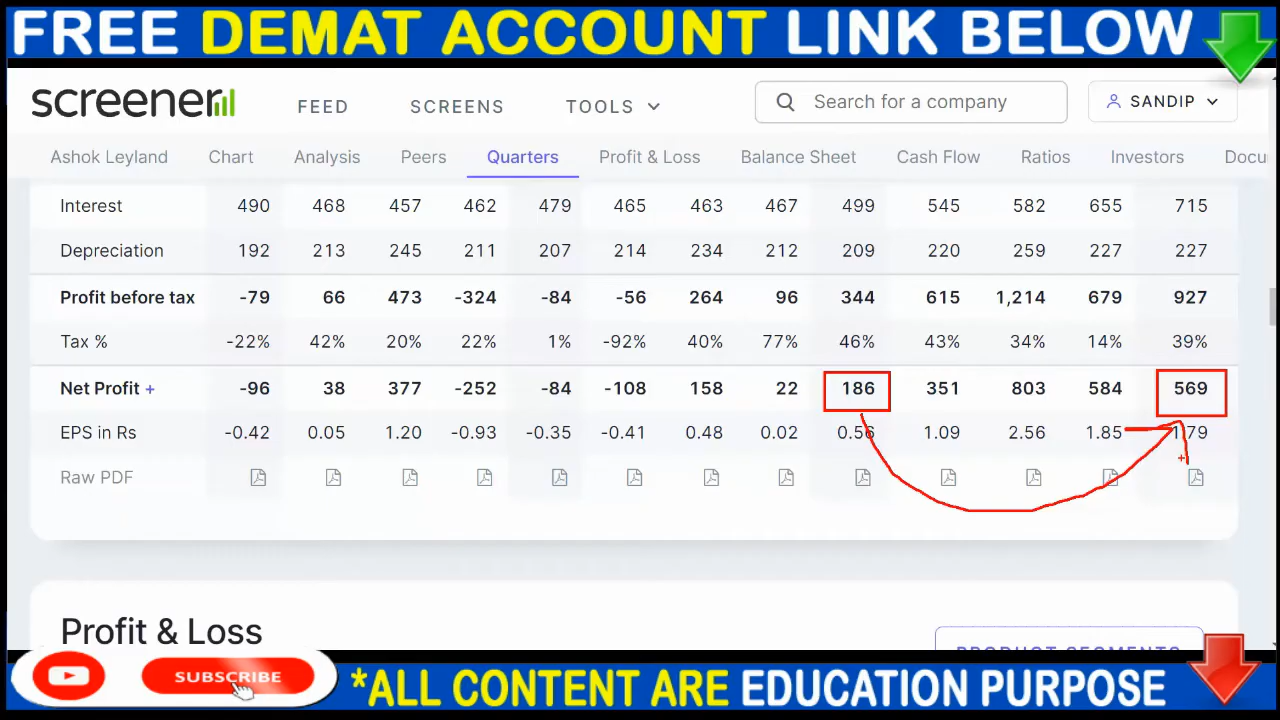 FREE DEMAT ACCOUNT LINK BELOW
screener FEED SCREENS TOOLS Search for a company SANDIP
Ashok Leyland Chart Analysis Peers Quarters Profit & Loss Balance Sheet Cash Flow Ratios Investors Docu
Interest 490 468 457 462 479 465 463 467 499 545 582 655 715
Depreciation 192 213 245 211 207 214 234 212 209 220 259 227 227
Profit before tax -79 66 473 -324 -84 -56 264 96 344 615 1,214 679 927
Tax % -22% 42% 20% 22% 1% -92% 40% 77% 46% 43% 34% 14% 39%
Net Profit + -96 38 377 -252 -84 -108 158 22 186 351 803 584 569
EPS in Rs -0.42 0.05 1.20 -0.93 -0.35 -0.41 0.48 0.02 0.56 1.09 2.56 1.85 1.79
Raw PDF
Profit & Loss
PRODUCT SEGMENTS
SUBSCRIBE
*ALL CONTENT ARE EDUCATION PURPOSE